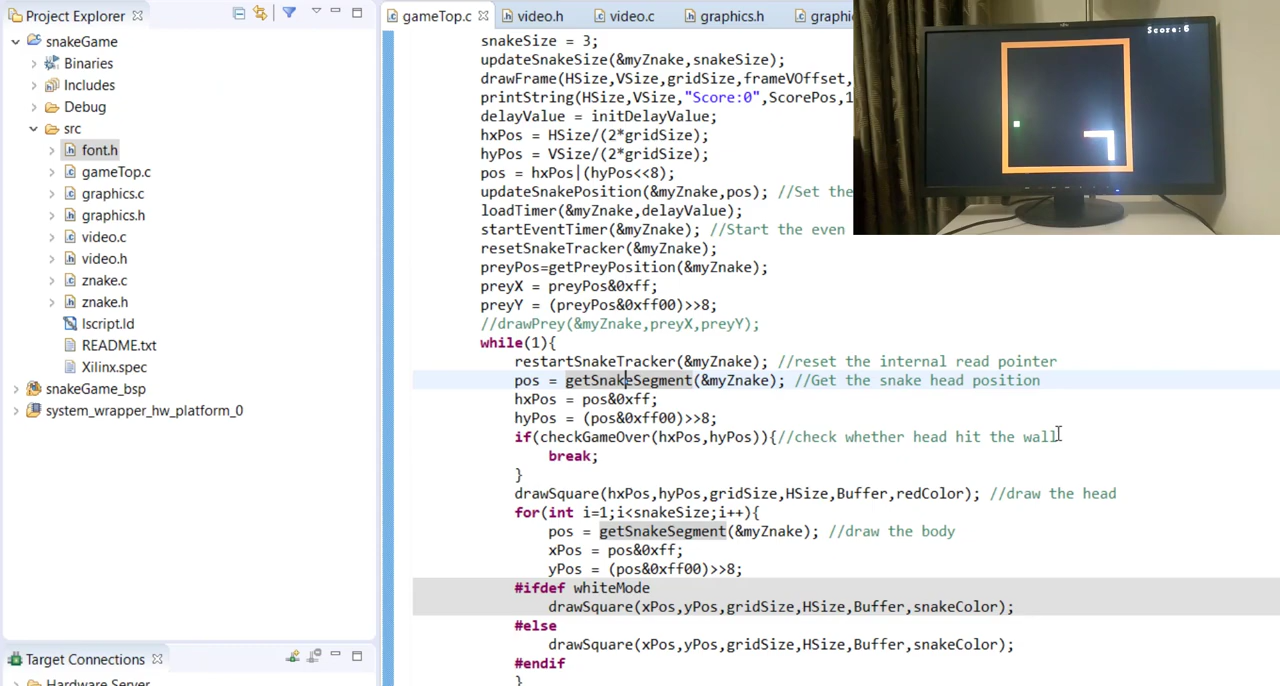 Project Explorer
snakeGame
Binaries
Includes
Debug
src
font.h
gameTop.c
graphics.c
graphics.h
video.c
video.h
znake.c
znake.h
lscript.ld
README.txt
Xilinx.spec
snakeGame_bsp
system_wrapper_hw_platform_0
Target Connections
Hardware Server
gameTop.c
video.h
video.c
graphics.h
graphic
snakeSize = 3;
updateSnakeSize(&myZnake,snakeSize);
drawFrame(HSize,VSize,gridSize,frameVOffset,
printString(HSize,VSize,"Score:0",ScorePos,1
delayValue = initDelayValue;
hxPos = HSize/(2*gridSize);
hyPos = VSize/(2*gridSize);
pos = hxPos|(hyPos<<8);
updateSnakePosition(&myZnake,pos); //Set the
loadTimer(&myZnake,delayValue);
startEventTimer(&myZnake); //Start the even
resetSnakeTracker(&myZnake);
preyPos=getPreyPosition(&myZnake);
preyX = preyPos&0xff;
preyY = (preyPos&0xff00)>>8;
//drawPrey(&myZnake,preyX,preyY);
while(1){
restartSnakeTracker(&myZnake); //reset the internal read pointer
pos = getSnakeSegment(&myZnake); //Get the snake head position
hxPos = pos&0xff;
hyPos = (pos&0xff00)>>8;
if(checkGameOver(hxPos,hyPos)){//check whether head hit the wall
break;
}
drawSquare(hxPos,hyPos,gridSize,HSize,Buffer,redColor); //draw the head
for(int i=1;i<snakeSize;i++){
pos = getSnakeSegment(&myZnake); //draw the body
xPos = pos&0xff;
yPos = (pos&0xff00)>>8;
#ifdef whiteMode
drawSquare(xPos,yPos,gridSize,HSize,Buffer,snakeColor);
#else
drawSquare(xPos,yPos,gridSize,HSize,Buffer,snakeColor);
#endif
}
Score:6